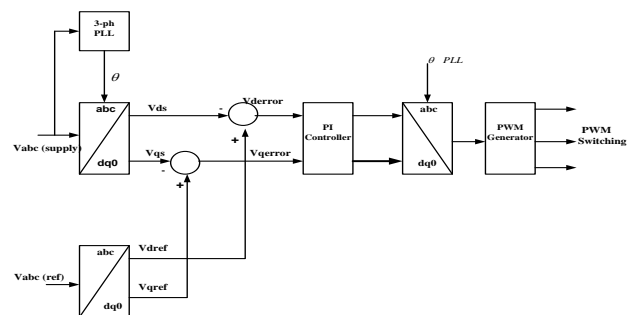 3-ph
PLL
θ
θ PLL
abc
dq0
Vabc (supply)
Vds
Vqs
-
-
+
+
Vderror
Vqerror
PI
Controller
abc
dq0
PWM
Generator
PWM
Switching
abc
dq0
Vabc (ref)
Vdref
Vqref